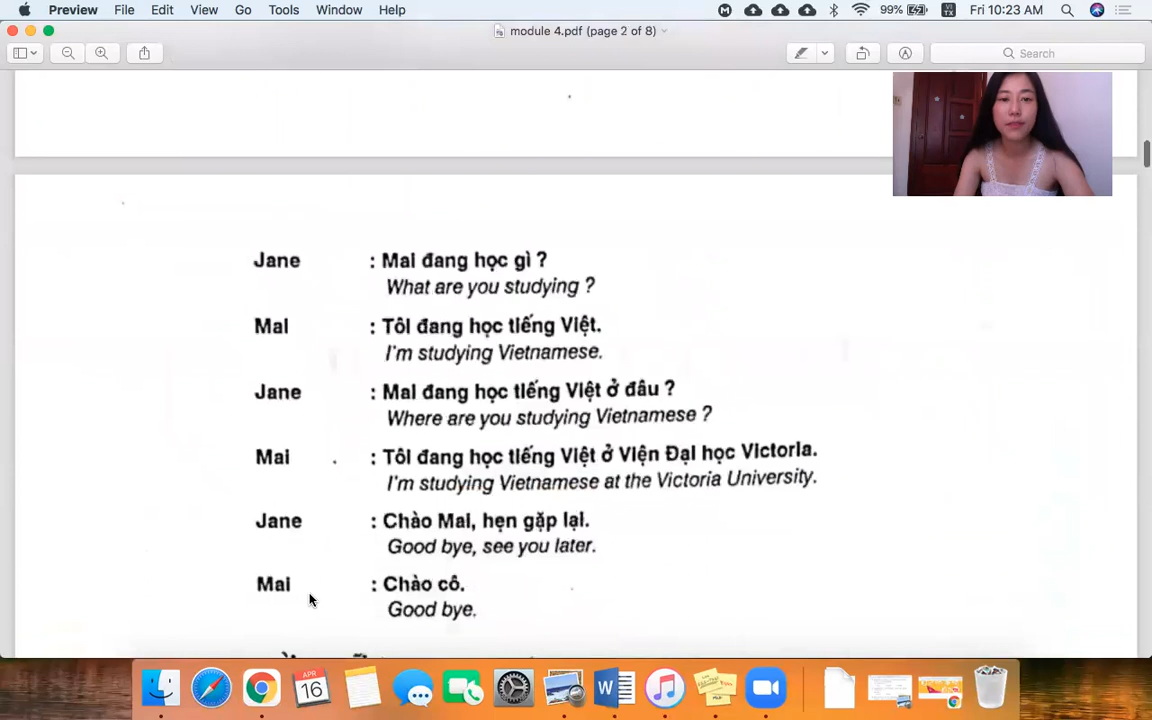 Preview File Edit View Go Tools Window Help 99% VI TX Fri 10:23 AM
module 4.pdf (page 2 of 8)
Search
Jane : Mai đang học gì ?
What are you studying ?
Mai : Tôi đang học tiếng Việt.
I'm studying Vietnamese.
Jane : Mai đang học tiếng Việt ở đâu ?
Where are you studying Vietnamese ?
Mai : Tôi đang học tiếng Việt ở Viện Đại học Victoria.
I'm studying Vietnamese at the Victoria University.
Jane : Chào Mai, hẹn gặp lại.
Good bye, see you later.
Mai : Chào cô.
Good bye.
APR
16